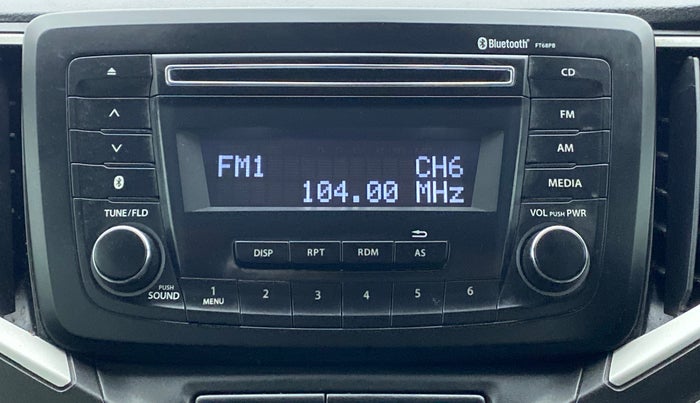 Bluetooth® FT68PB
CD
FM
AM
MEDIA
FM1 CH6
104.00 MHz
TUNE/FLD
VOL PUSH PWR
DISP RPT RDM AS
PUSH
SOUND
1 2 3 4 5 6
MENU